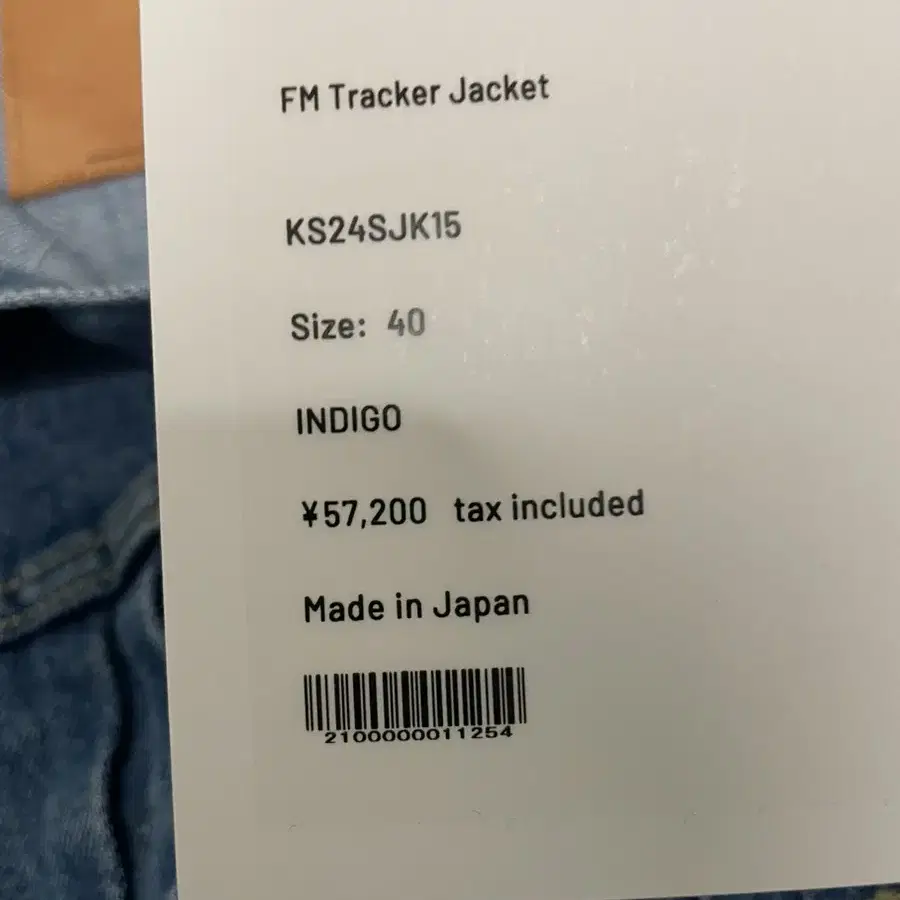 FM Tracker Jacket
KS24SJK15
Size: 40
INDIGO
¥57,200 tax included
Made in Japan
2100000011254